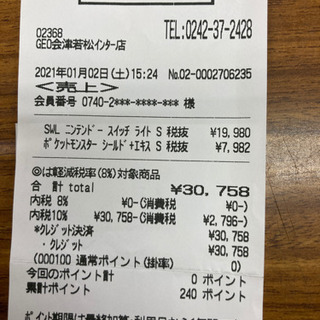 TEL:0242-37-2428
02368
GEO会津若松インター店
2021年01月02日(土)15:24 No.02-0002706235
<売上>
会員番号 0740-2***-****-*** 様
SWL ニンテンドー スイッチ ライト S 税抜 ¥19,980
ポケットモンスター シールド+エキス S 税抜 ¥7,982
◎は軽減税率(8%)対象商品
合 計 total ¥30,758
内税 8% ¥0-(消費税 ¥0-)
内税10% ¥30,758-(消費税 ¥2,796-)
*クレジット決済 ¥30,758
・クレジット ¥30,758
(000100 通常ポイント(掛率) 0)
今回のポイント計 0 ポイント
累計ポイント 240 ポイント